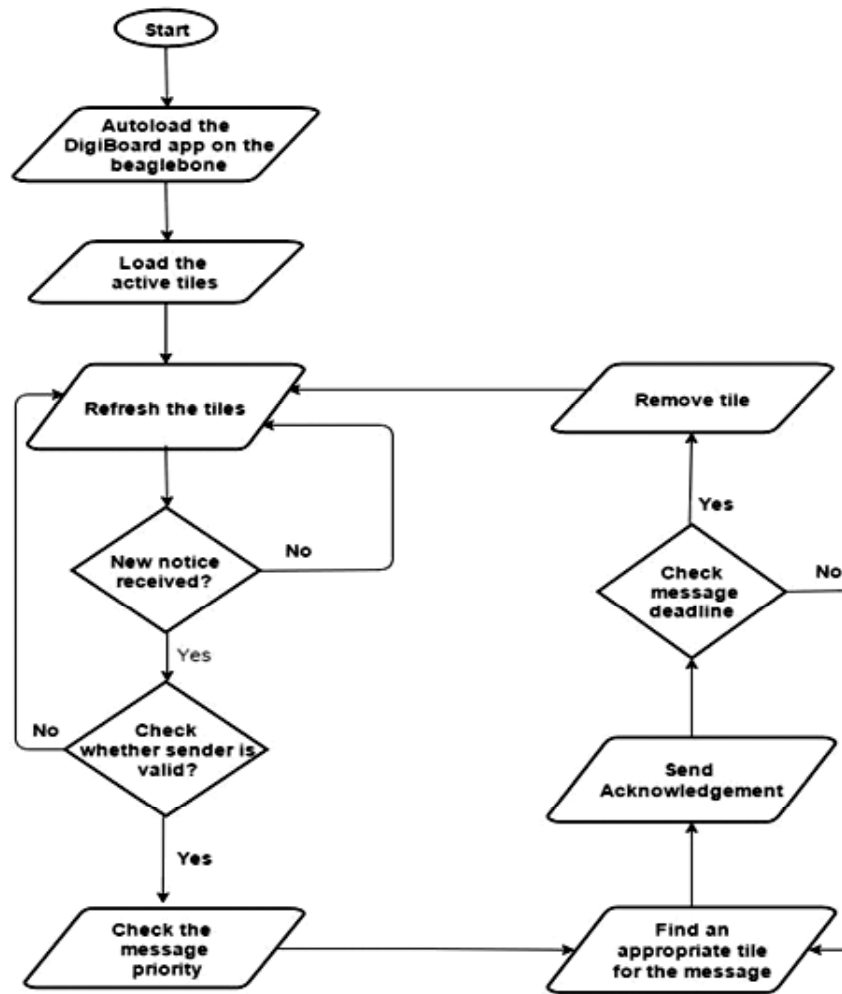 Start
Autoload the
DigiBoard app on the
beaglebone
Load the
active tiles
Refresh the tiles
New notice
received?
No
Yes
Check
whether sender is
valid?
No
Yes
Check the
message
priority
Find an
appropriate tile
for the message
Send
Acknowledgement
Check
message
deadline
No
Yes
Remove tile